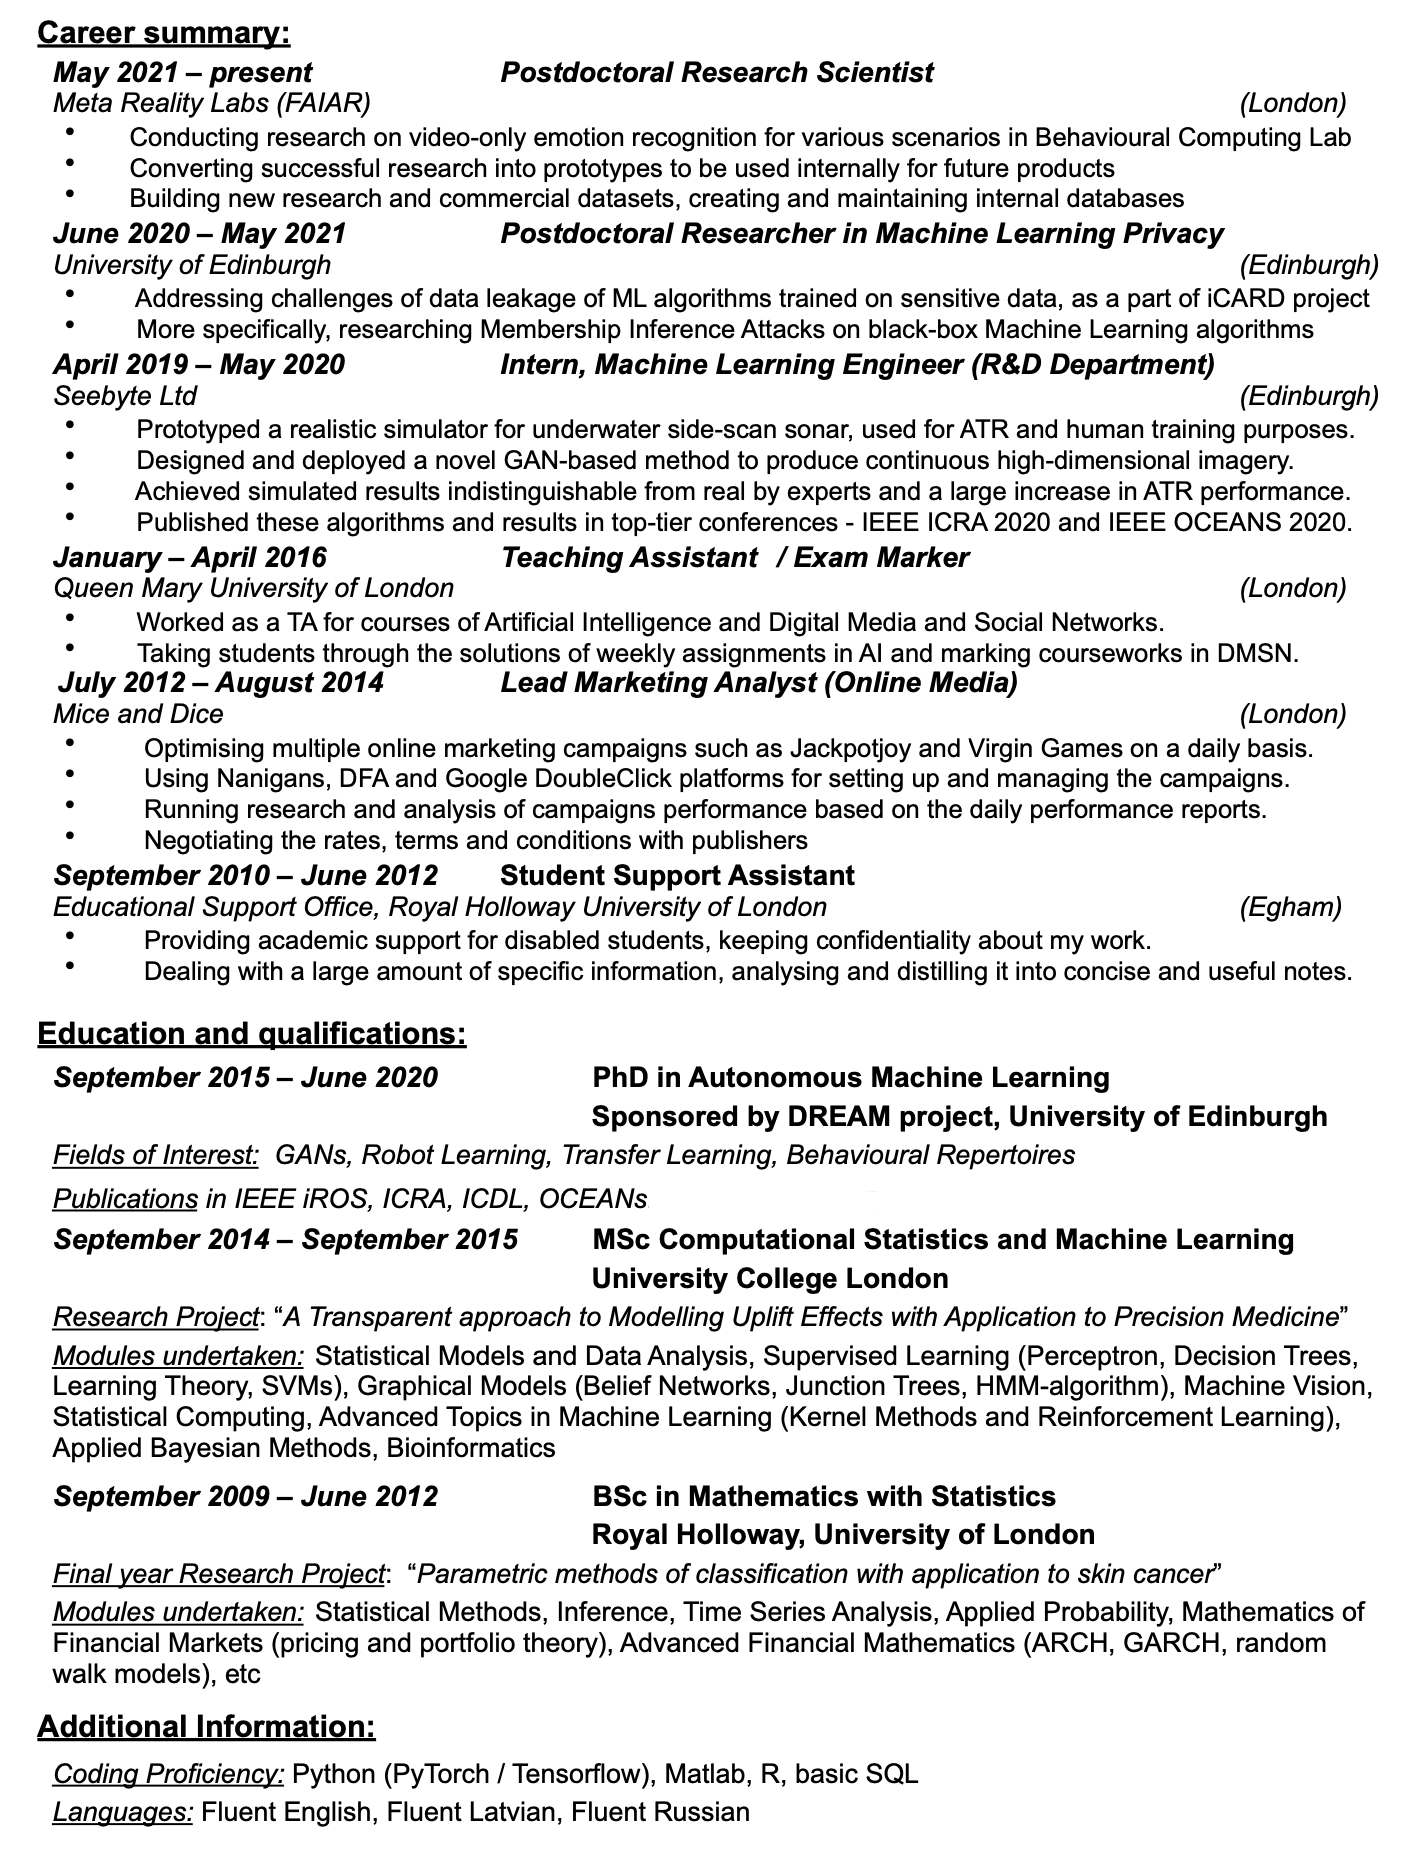 Career summary:
May 2021 – present Postdoctoral Research Scientist
Meta Reality Labs (FAIAR) (London)
• Conducting research on video-only emotion recognition for various scenarios in Behavioural Computing Lab
• Converting successful research into prototypes to be used internally for future products
• Building new research and commercial datasets, creating and maintaining internal databases
June 2020 – May 2021 Postdoctoral Researcher in Machine Learning Privacy
University of Edinburgh (Edinburgh)
• Addressing challenges of data leakage of ML algorithms trained on sensitive data, as a part of iCARD project
• More specifically, researching Membership Inference Attacks on black-box Machine Learning algorithms
April 2019 – May 2020 Intern, Machine Learning Engineer (R&D Department)
Seebyte Ltd (Edinburgh)
• Prototyped a realistic simulator for underwater side-scan sonar, used for ATR and human training purposes.
• Designed and deployed a novel GAN-based method to produce continuous high-dimensional imagery.
• Achieved simulated results indistinguishable from real by experts and a large increase in ATR performance.
• Published these algorithms and results in top-tier conferences - IEEE ICRA 2020 and IEEE OCEANS 2020.
January – April 2016 Teaching Assistant / Exam Marker
Queen Mary University of London (London)
• Worked as a TA for courses of Artificial Intelligence and Digital Media and Social Networks.
• Taking students through the solutions of weekly assignments in AI and marking courseworks in DMSN.
July 2012 – August 2014 Lead Marketing Analyst (Online Media)
Mice and Dice (London)
• Optimising multiple online marketing campaigns such as Jackpotjoy and Virgin Games on a daily basis.
• Using Nanigans, DFA and Google DoubleClick platforms for setting up and managing the campaigns.
• Running research and analysis of campaigns performance based on the daily performance reports.
• Negotiating the rates, terms and conditions with publishers
September 2010 – June 2012 Student Support Assistant
Educational Support Office, Royal Holloway University of London (Egham)
• Providing academic support for disabled students, keeping confidentiality about my work.
• Dealing with a large amount of specific information, analysing and distilling it into concise and useful notes.
Education and qualifications:
September 2015 – June 2020 PhD in Autonomous Machine Learning
Sponsored by DREAM project, University of Edinburgh
Fields of Interest: GANs, Robot Learning, Transfer Learning, Behavioural Repertoires
Publications in IEEE iROS, ICRA, ICDL, OCEANs
September 2014 – September 2015 MSc Computational Statistics and Machine Learning
University College London
Research Project: “A Transparent approach to Modelling Uplift Effects with Application to Precision Medicine”
Modules undertaken: Statistical Models and Data Analysis, Supervised Learning (Perceptron, Decision Trees,
Learning Theory, SVMs), Graphical Models (Belief Networks, Junction Trees, HMM-algorithm), Machine Vision,
Statistical Computing, Advanced Topics in Machine Learning (Kernel Methods and Reinforcement Learning),
Applied Bayesian Methods, Bioinformatics
September 2009 – June 2012 BSc in Mathematics with Statistics
Royal Holloway, University of London
Final year Research Project: “Parametric methods of classification with application to skin cancer”
Modules undertaken: Statistical Methods, Inference, Time Series Analysis, Applied Probability, Mathematics of
Financial Markets (pricing and portfolio theory), Advanced Financial Mathematics (ARCH, GARCH, random
walk models), etc
Additional Information:
Coding Proficiency: Python (PyTorch / Tensorflow), Matlab, R, basic SQL
Languages: Fluent English, Fluent Latvian, Fluent Russian